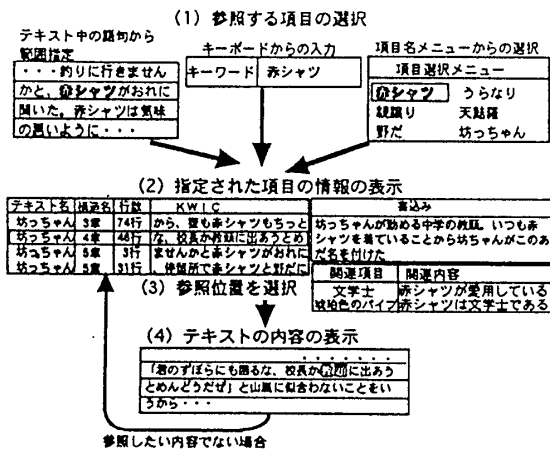 (1) 参照する項目の選択
テキスト中の語句から
範囲指定
・・・釣りに行きません
かと、赤シャツがおれに
聞いた。赤シャツは気味
の悪いように・・・
キーボードからの入力
キーワード 赤シャツ
項目名メニューからの選択
項目選択メニュー
赤シャツ うらなり
親譲り 天麩羅
野だ 坊っちゃん
(2) 指定された項目の情報の表示
テキスト名 構造名 行数 KWIC
坊っちゃん 3章 74行 から、狸も赤シャツもちっと
坊っちゃん 4章 46行 な、校長か教頭に出あうとめ
坊っちゃん 5章 3行 ませんかと赤シャツがおれに
坊っちゃん 5章 31行 、停留所で赤シャツと野だに
書込み
坊っちゃんが勤める中学の教頭。いつも赤
シャツを着ていることから坊ちゃんがこのあ
だ名を付けた
関連項目 関連内容
文学士 赤シャツが愛用している
琥珀色のパイプ 赤シャツは文学士である
(3) 参照位置を選択
(4) テキストの内容の表示
・・・・・・・
「君のずぼらにも困るな、校長か教頭に出あう
とめんどうだぜ」と山嵐に似合わないことをい
うから・・・
参照したい内容でない場合